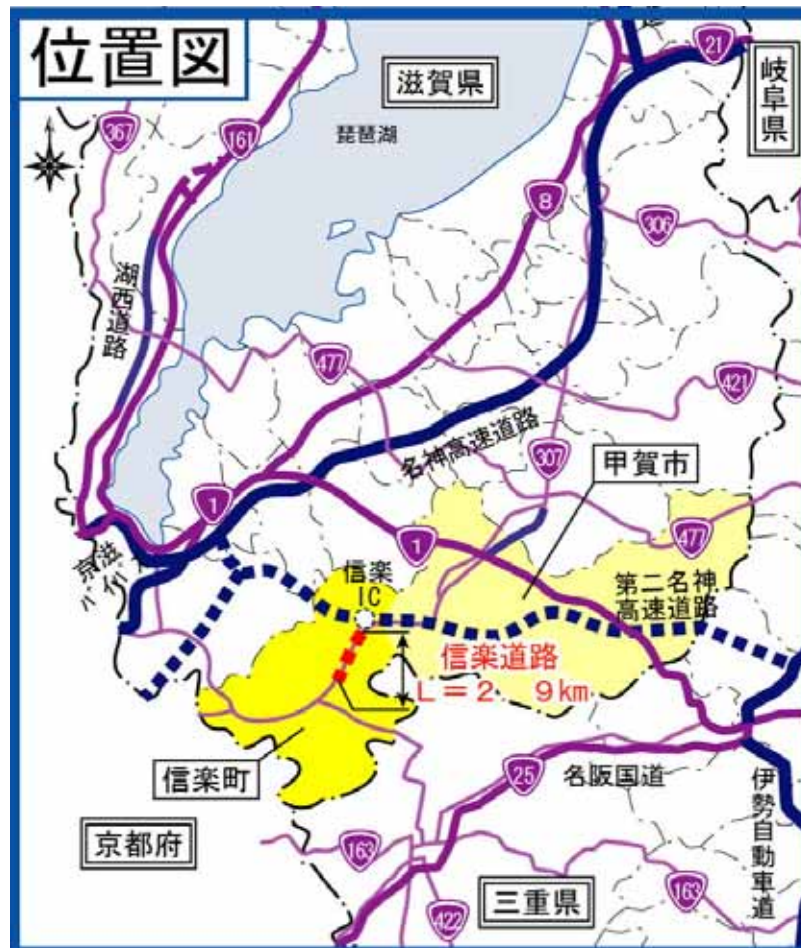 位置図
滋賀県
岐阜県
琵琶湖
21
367
161
8
306
湖西道路
477
421
名神高速道路
307
甲賀市
1
1
477
京滋
バイパス
信楽
IC
第二名神
高速道路
信楽道路
L=2 9km
信楽町
25
名阪国道
伊勢自動車道
京都府
163
三重県
163
422